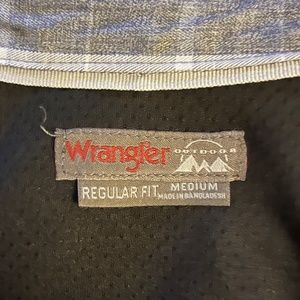 Wrangler OUTDOOR
REGULAR FIT MEDIUM
MADE IN BANGLADESH